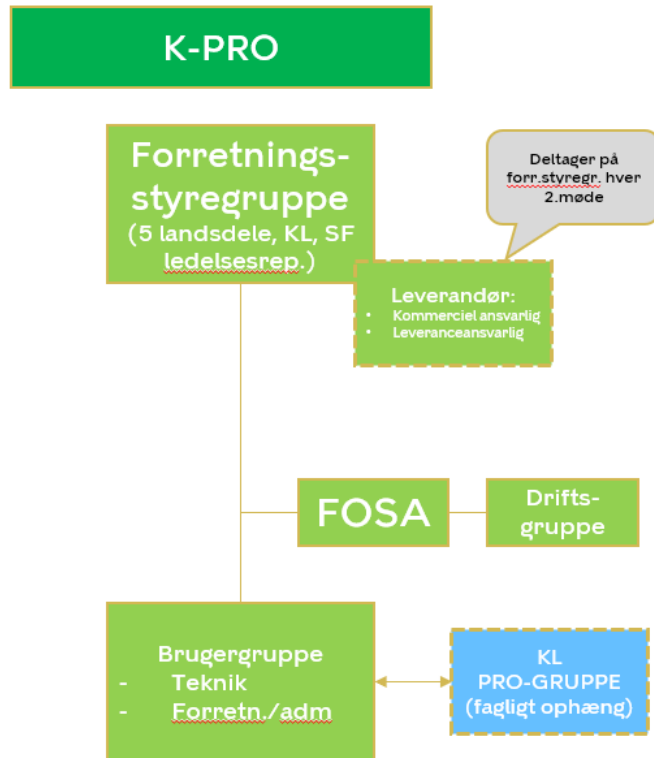 K-PRO
Forretnings-
styregruppe
(5 landsdele, KL, SF
ledelsesrep.)
Deltager på
forr.styregr. hver
2.møde
Leverandør:
• Kommerciel ansvarlig
• Leveranceansvarlig
FOSA
Drifts-
gruppe
Brugergruppe
- Teknik
- Forretn./adm
KL
PRO-GRUPPE
(fagligt ophæng)